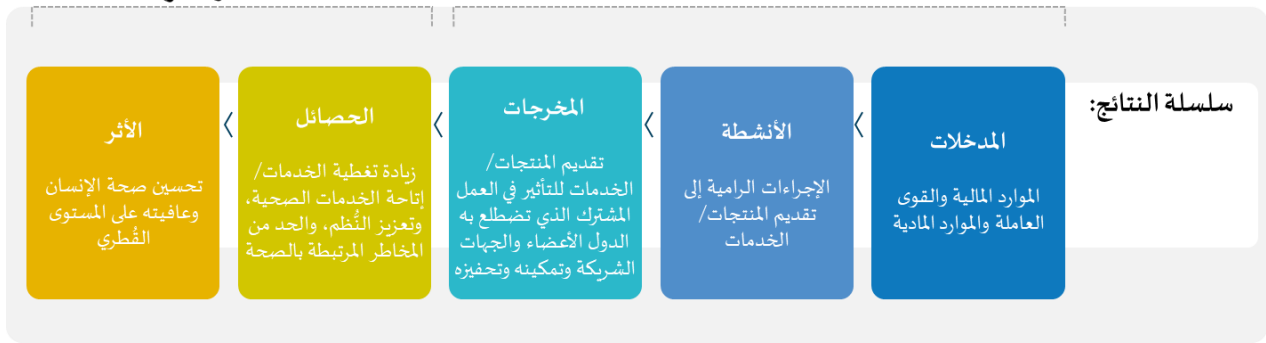 سلسلة النتائج:
المدخلات
الموارد المالية والقوى
العاملة والموارد المادية
الأنشطة
الإجراءات الرامية إلى
تقديم المنتجات/
الخدمات
المخرجات
تقديم المنتجات/
الخدمات للتأثير في العمل
المشترك الذي تضطلع به
الدول الأعضاء والجهات
الشريكة وتمكينه وتحفيزه
الحصائل
زيادة تغطية الخدمات/
إتاحة الخدمات الصحية،
وتعزيز النُّظم، والحد من
المخاطر المرتبطة بالصحة
الأثر
تحسين صحة الإنسان
وعافيته على المستوى
القُطري